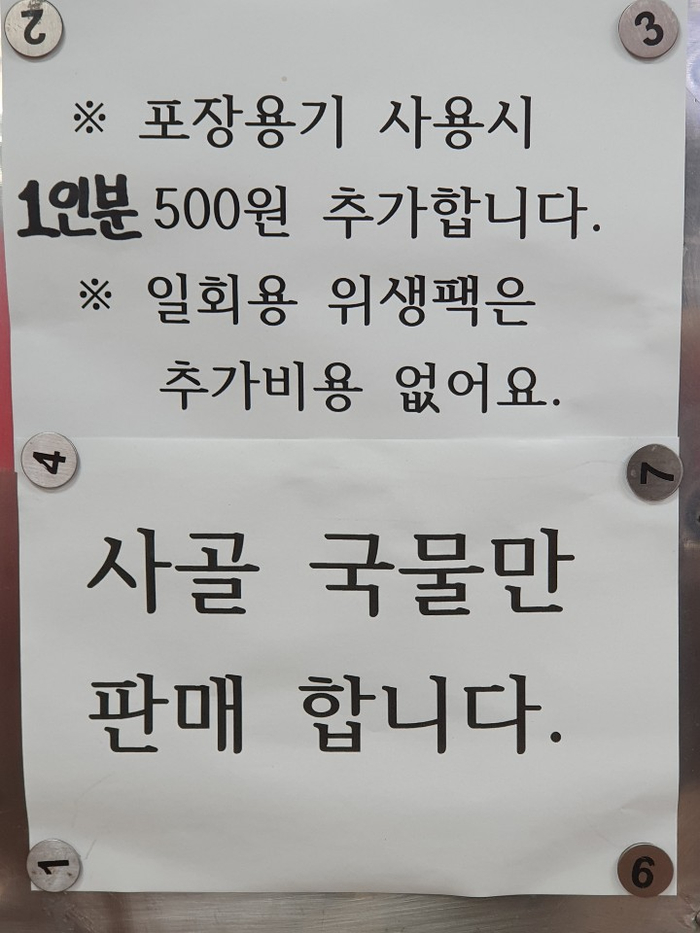 2
3
※ 포장용기 사용시
1인분 500원 추가합니다.
※ 일회용 위생팩은
추가비용 없어요.
4
7
사골 국물만
판매 합니다.
1
6